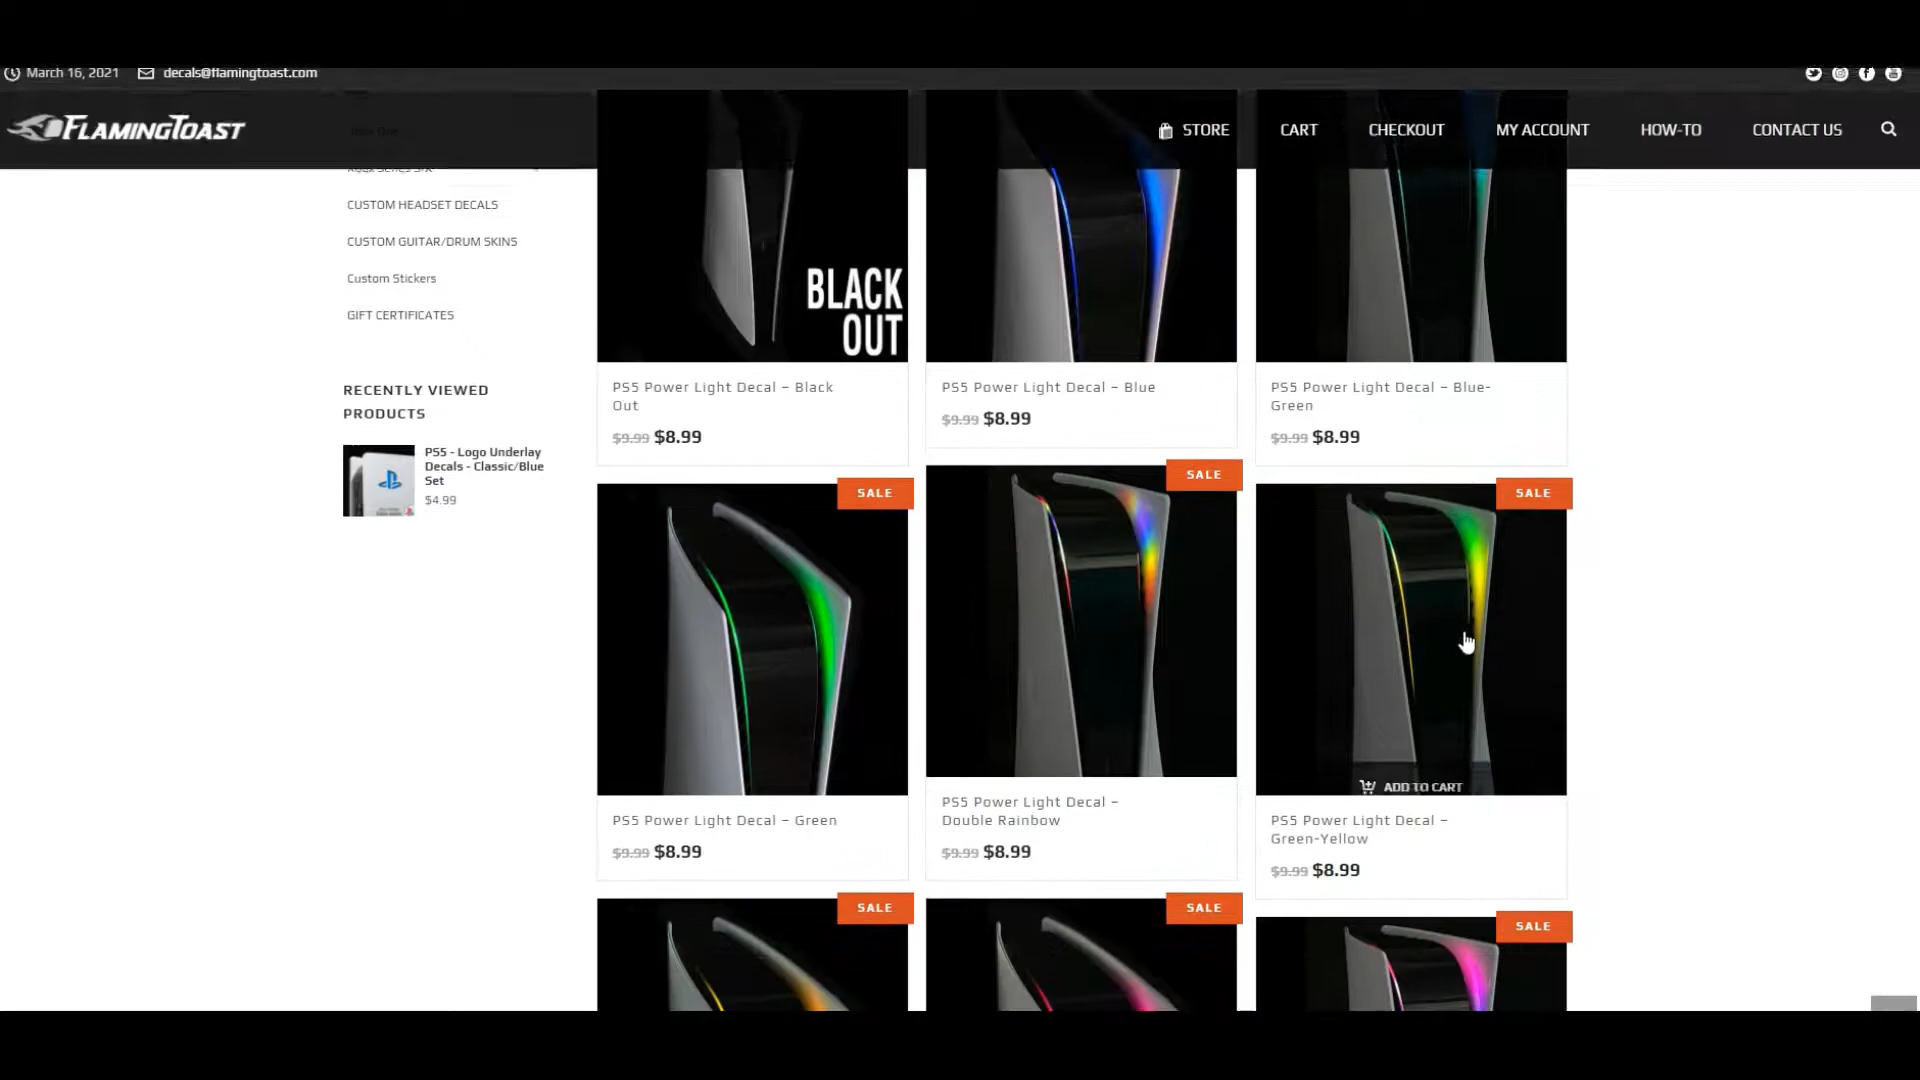 March 16, 2021
decals@flamingtoast.com
FLAMINGTOAST
STORE
CART
CHECKOUT
MY ACCOUNT
HOW-TO
CONTACT US
CUSTOM HEADSET DECALS
CUSTOM GUITAR/DRUM SKINS
Custom Stickers
GIFT CERTIFICATES
RECENTLY VIEWED
PRODUCTS
PS5 - Logo Underlay
Decals - Classic/Blue
Set
$4.99
BLACK
OUT
PS5 Power Light Decal – Black
Out
$9.99 $8.99
PS5 Power Light Decal – Blue
$9.99 $8.99
PS5 Power Light Decal – Blue-
Green
$9.99 $8.99
SALE
PS5 Power Light Decal – Green
$9.99 $8.99
SALE
PS5 Power Light Decal –
Double Rainbow
$9.99 $8.99
SALE
ADD TO CART
PS5 Power Light Decal –
Green-Yellow
$9.99 $8.99
SALE
SALE
SALE